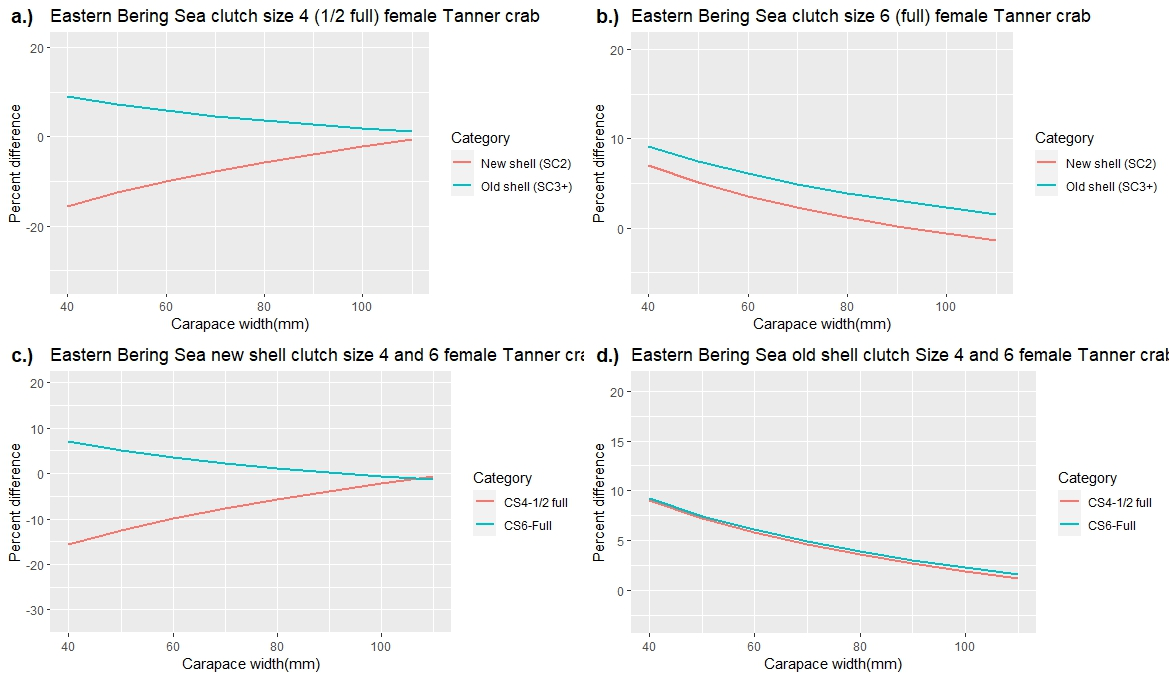 a.) Eastern Bering Sea clutch size 4 (1/2 full) female Tanner crab
20
0
-20
Percent difference
40 60 80 100
Carapace width(mm)
Category
New shell (SC2)
Old shell (SC3+)
b.) Eastern Bering Sea clutch size 6 (full) female Tanner crab
20
10
0
Percent difference
40 60 80 100
Carapace width(mm)
Category
New shell (SC2)
Old shell (SC3+)
c.) Eastern Bering Sea new shell clutch size 4 and 6 female Tanner cra
20
10
0
-10
-20
-30
Percent difference
40 60 80 100
Carapace width(mm)
Category
CS4-1/2 full
CS6-Full
d.) Eastern Bering Sea old shell clutch Size 4 and 6 female Tanner crab
20
15
10
5
0
Percent difference
40 60 80 100
Carapace width(mm)
Category
CS4-1/2 full
CS6-Full